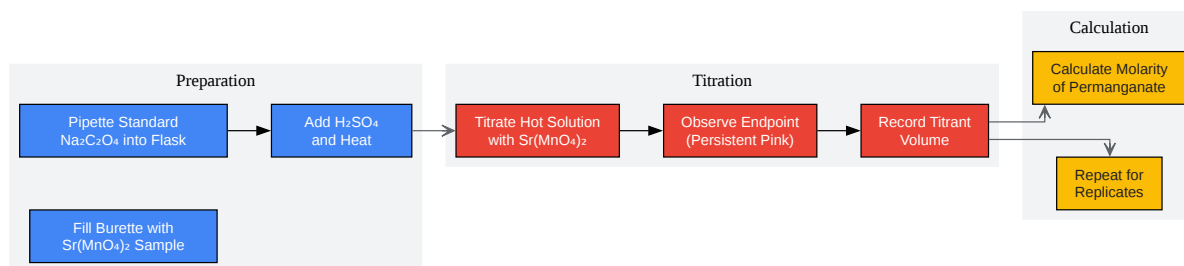 Preparation
Pipette Standard
Na₂C₂O₄ into Flask
Add H₂SO₄
and Heat
Fill Burette with
Sr(MnO₄)₂ Sample
Titration
Titrate Hot Solution
with Sr(MnO₄)₂
Observe Endpoint
(Persistent Pink)
Record Titrant
Volume
Calculation
Calculate Molarity
of Permanganate
Repeat for
Replicates